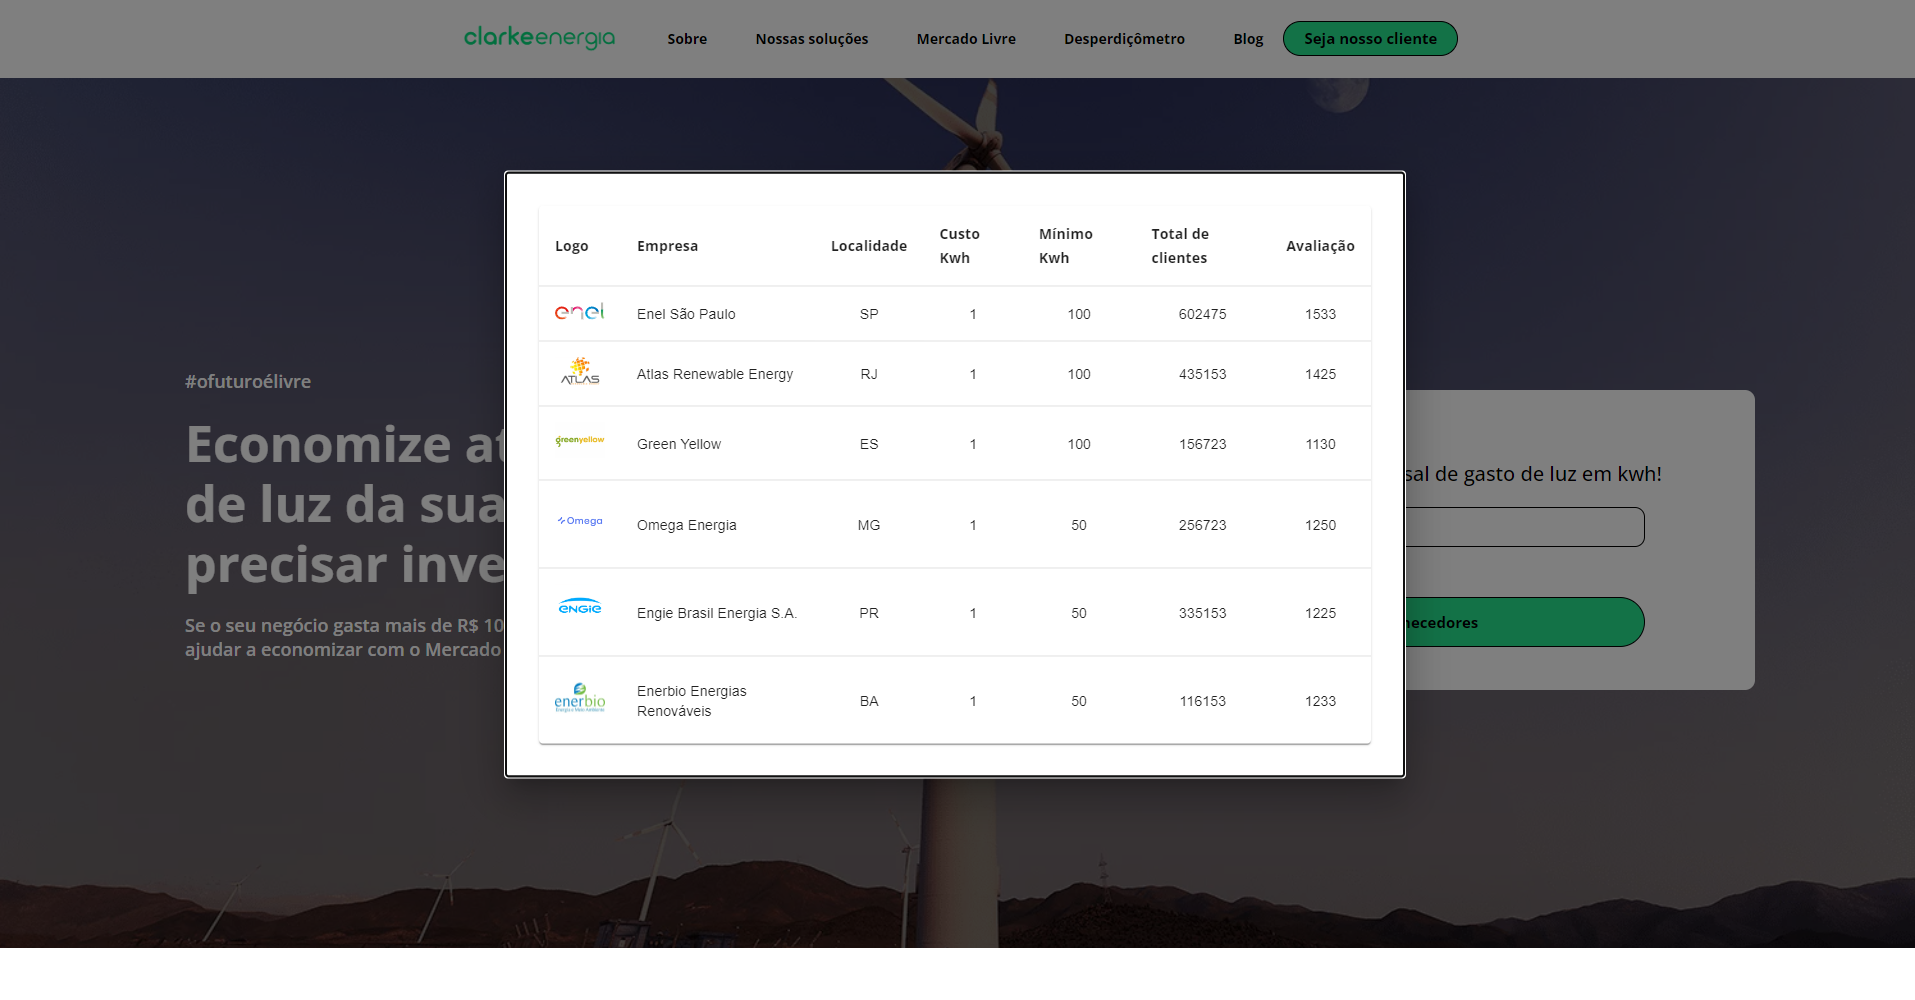 clarkeenergia Sobre Nossas soluções Mercado Livre Desperdiçômetro Blog Seja nosso cliente
#ofuturoélivre
Economize at
de luz da sua
precisar inve
Se o seu negócio gasta mais de R$ 10
ajudar a economizar com o Mercado
Logo Empresa Localidade Custo Kwh Mínimo Kwh Total de clientes Avaliação
enel Enel São Paulo SP 1 100 602475 1533
ATLAS Atlas Renewable Energy RJ 1 100 435153 1425
greenyellow Green Yellow ES 1 100 156723 1130
Omega Omega Energia MG 1 50 256723 1250
ENGIE Engie Brasil Energia S.A. PR 1 50 335153 1225
enerbio Enerbio Energias Renováveis BA 1 50 116153 1233
sal de gasto de luz em kwh!
necedores